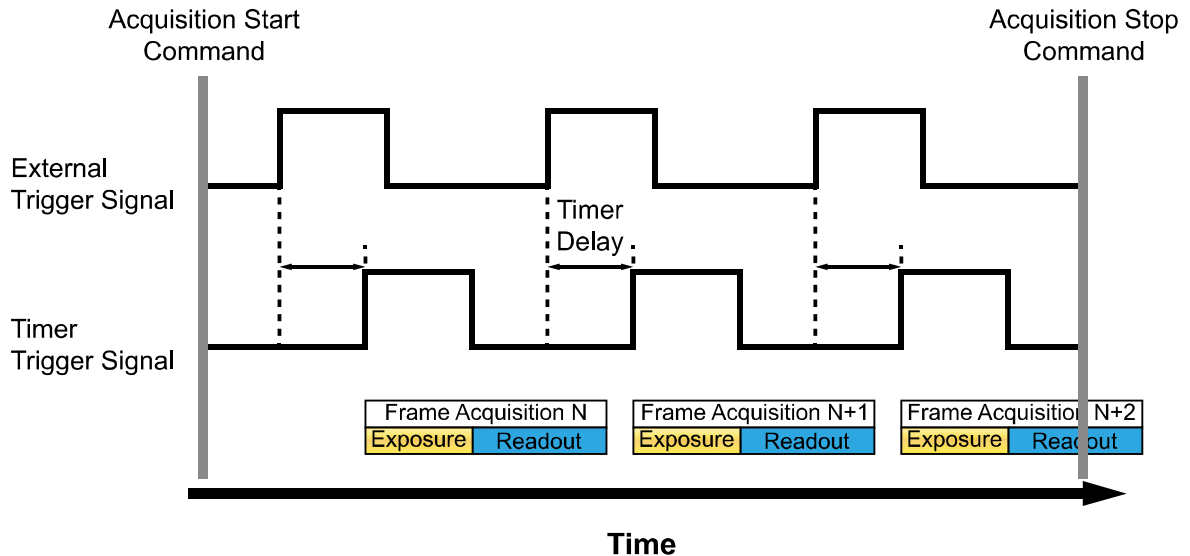 Acquisition Start
Command
Acquisition Stop
Command
External
Trigger Signal
Timer
Delay
Timer
Trigger Signal
Frame Acquisition N
Frame Acquisition N+1
Frame Acquisition N+2
Exposure
Readout
Exposure
Readout
Exposure
Readout
Time